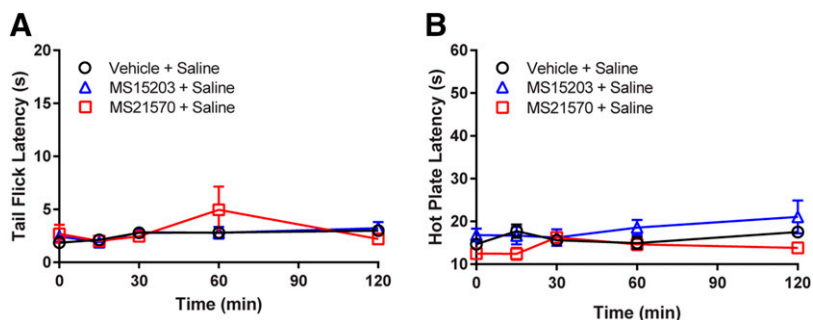 A
Tail Flick Latency (s)
20
15
10
5
0
Vehicle + Saline
MS15203 + Saline
MS21570 + Saline
0 30 60 90 120
Time (min)
B
Hot Plate Latency (s)
60
50
40
30
20
10
Vehicle + Saline
MS15203 + Saline
MS21570 + Saline
0 30 60 90 120
Time (min)